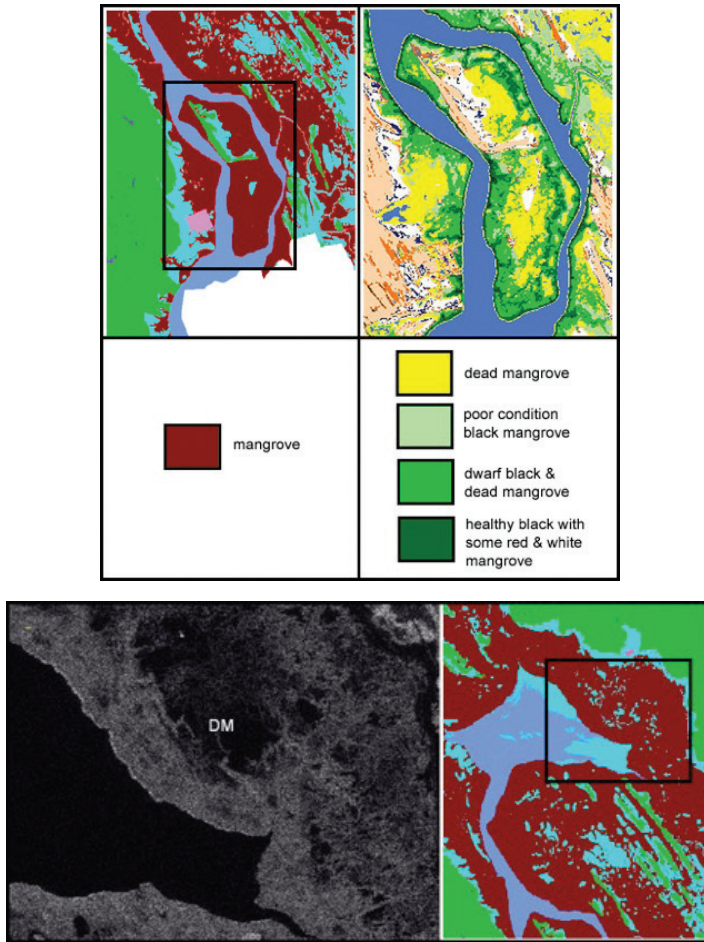 mangrove
dead mangrove
poor condition
black mangrove
dwarf black &
dead mangrove
healthy black with
some red & white
mangrove
DM